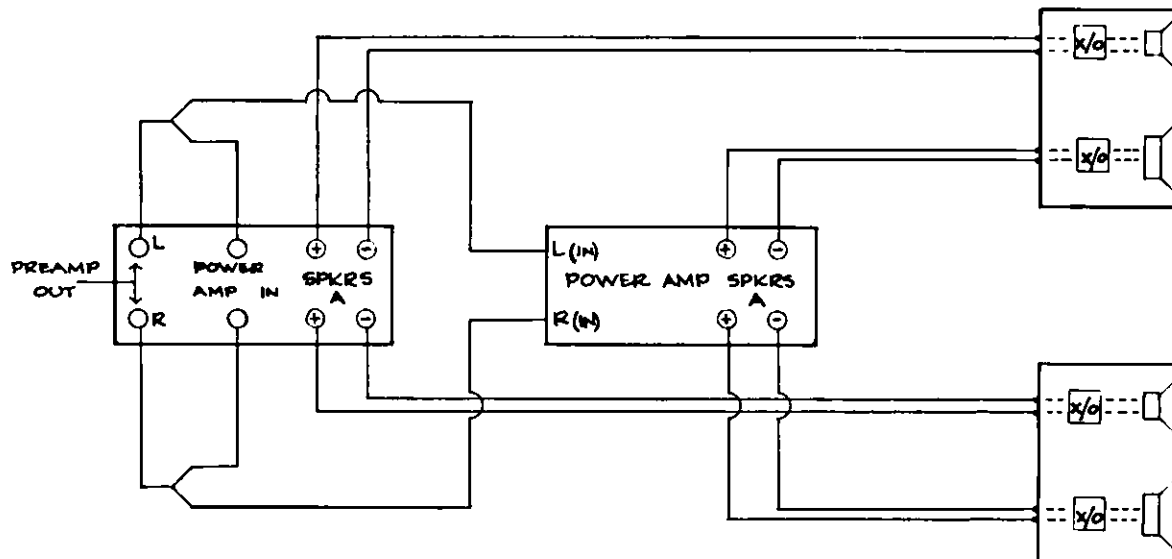 X/O
X/O
L
PREAMP
OUT
R
POWER
AMP IN
+ -
SPKRS
A
+ -
L (IN)
R (IN)
POWER AMP
+ -
SPKRS
A
+ -
X/O
X/O